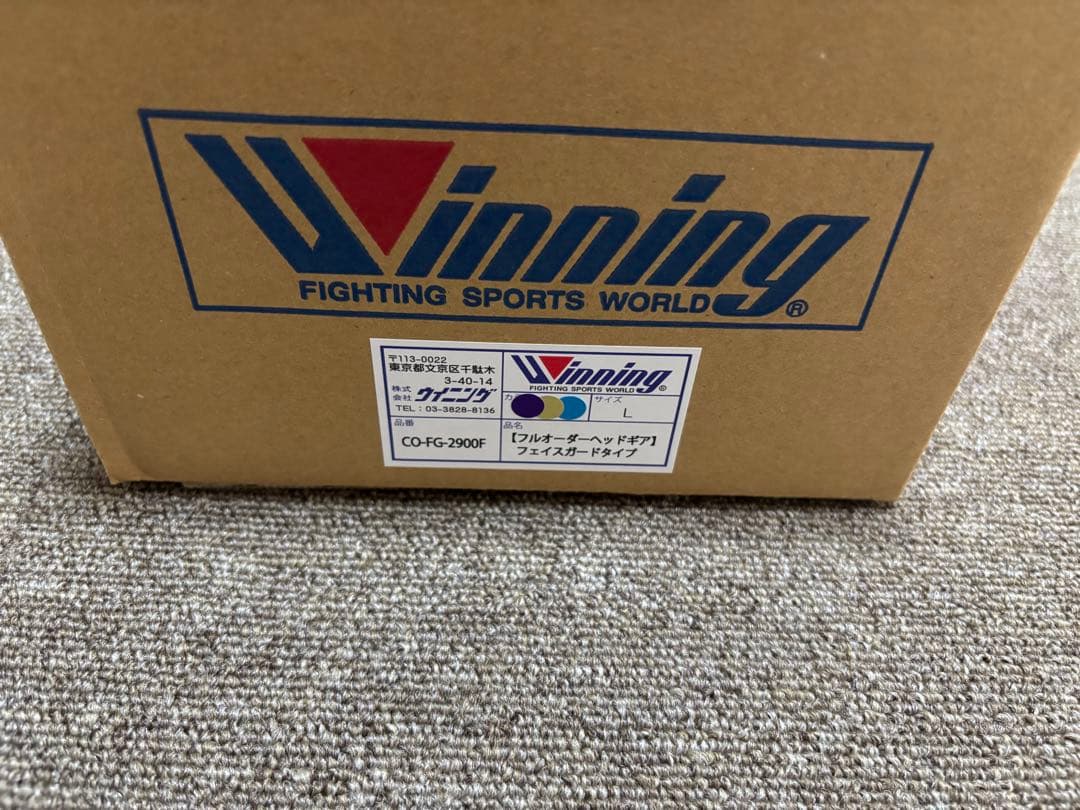 Winning
FIGHTING SPORTS WORLD ®
〒113-0022
東京都文京区千駄木
3-40-14
株式会社 ウイニング
TEL : 03-3828-8136
Winning
FIGHTING SPORTS WORLD ®
カ
サイズ
L
品番
CO-FG-2900F
品名
【フルオーダーヘッドギア】
フェイスガードタイプ